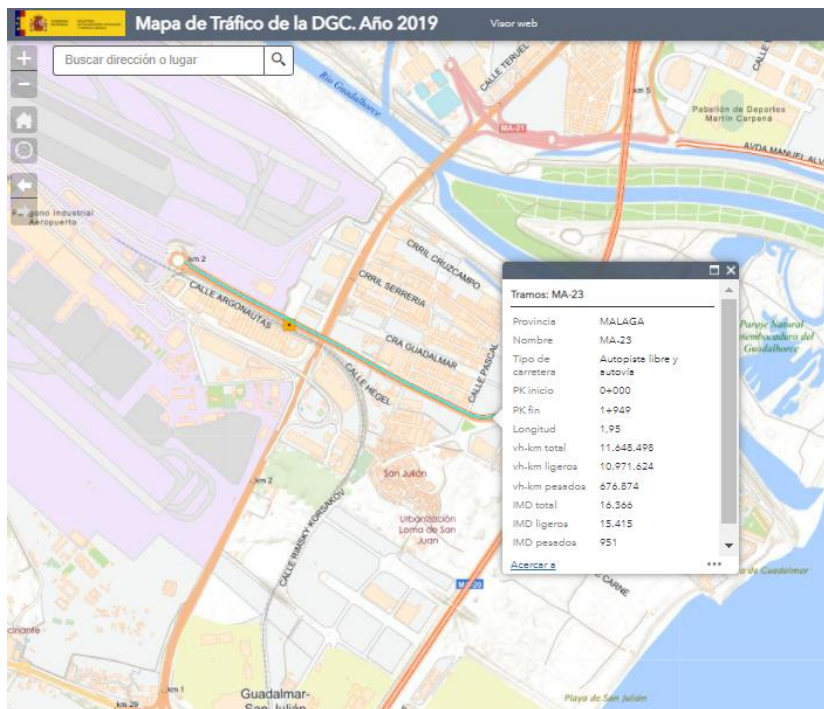 Mapa de Tráfico de la DGC. Año 2019
Visor web
Buscar dirección o lugar
Río Guadalhorce
CALLE TERUEL
MA-21
km 5
Pabellón de Deportes
Martín Carpena
AVDA MANUEL ALV
Industrial
Aeropuerto
km 2
CALLE ARGONAUTAS
CRRIL CRUZCAMPO
CRRIL SERRERIA
CRA GUADALMAR
CALLE PASCAL
CALLE HEGEL
Tramos: MA-23
Provincia MALAGA
Nombre MA-23
Tipo de carretera Autopista libre y autovía
PK inicio 0+000
PK fin 1+949
Longitud 1,95
vh-km total 11.648.498
vh-km ligeros 10.971.624
vh-km pesados 676.874
IMD total 16.366
IMD ligeros 15.415
IMD pesados 951
Acercar a
Paraje Natural
Guadalhorce
km 2
San Julián
Urbanización
Loma de San
Juan
CALLE RIMSKY KORSAKOV
CARNE
a de Guadalmar
km 1
km 29
Guadalmar-
San Julián
Playa de San Julián